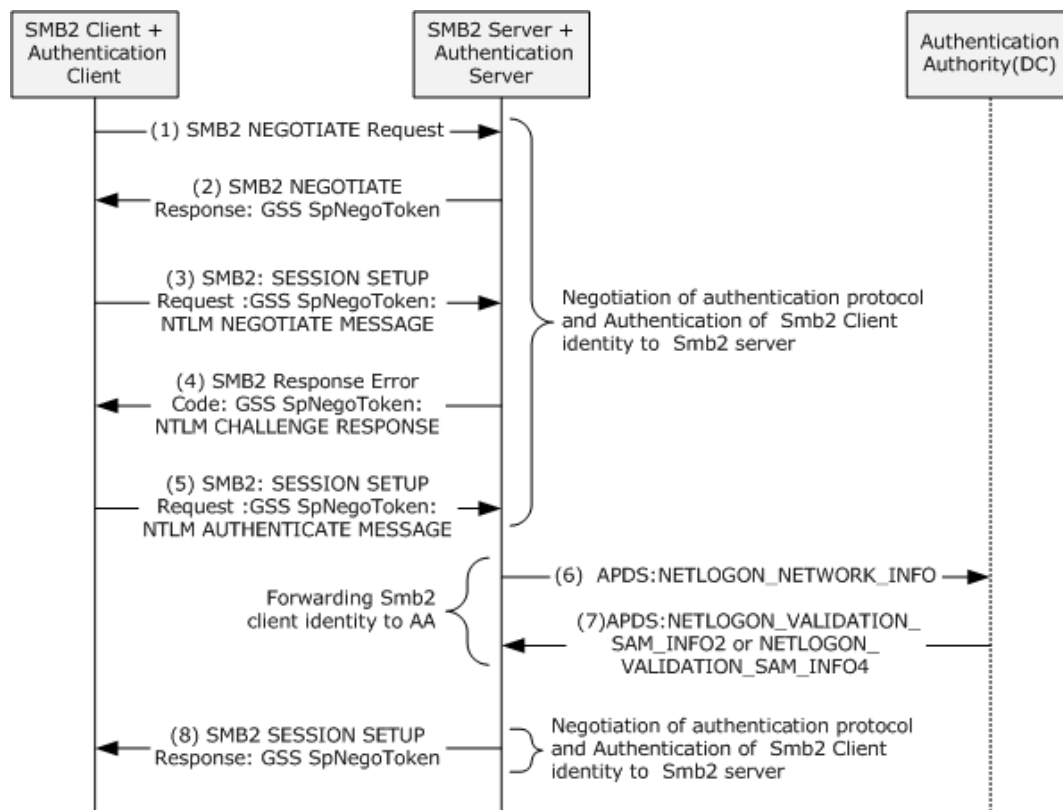 SMB2 Client +
Authentication
Client
SMB2 Server +
Authentication
Server
Authentication
Authority(DC)
(1) SMB2 NEGOTIATE Request
(2) SMB2 NEGOTIATE
Response: GSS SpNegoToken
(3) SMB2: SESSION SETUP
Request :GSS SpNegoToken:
NTLM NEGOTIATE MESSAGE
Negotiation of authentication protocol
and Authentication of Smb2 Client
identity to Smb2 server
(4) SMB2 Response Error
Code: GSS SpNegoToken:
NTLM CHALLENGE RESPONSE
(5) SMB2: SESSION SETUP
Request :GSS SpNegoToken:
NTLM AUTHENTICATE MESSAGE
(6) APDS:NETLOGON_NETWORK_INFO
Forwarding Smb2
client identity to AA
(7)APDS:NETLOGON_VALIDATION_
SAM_INFO2 or NETLOGON_
VALIDATION_SAM_INFO4
(8) SMB2 SESSION SETUP
Response: GSS SpNegoToken
Negotiation of authentication protocol
and Authentication of Smb2 Client
identity to Smb2 server